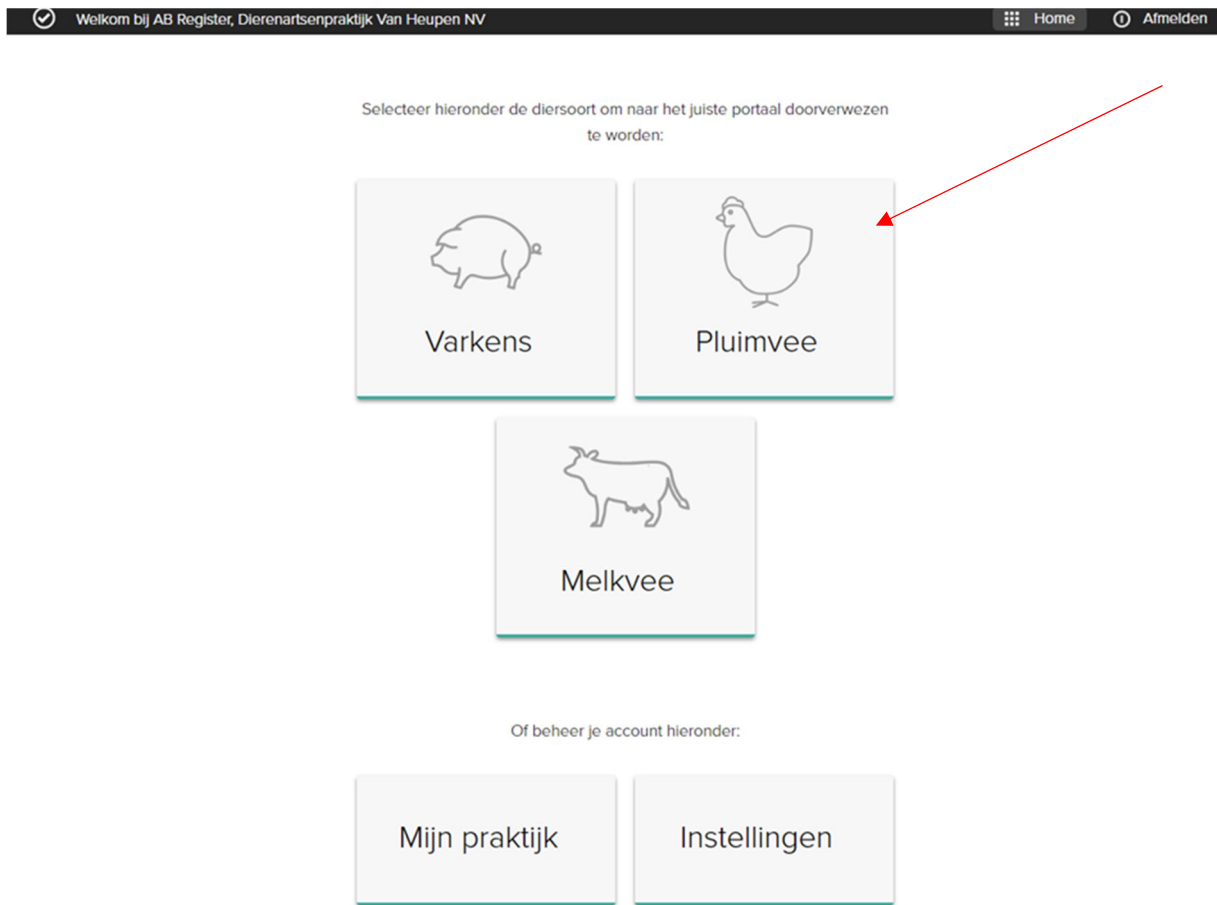 Welkom bij AB Register, Dierenartsenpraktijk Van Heupen NV
Home
Afmelden
Selecteer hieronder de diersoort om naar het juiste portaal doorverwezen
te worden:
Varkens
Pluimvee
Melkvee
Of beheer je account hieronder:
Mijn praktijk
Instellingen